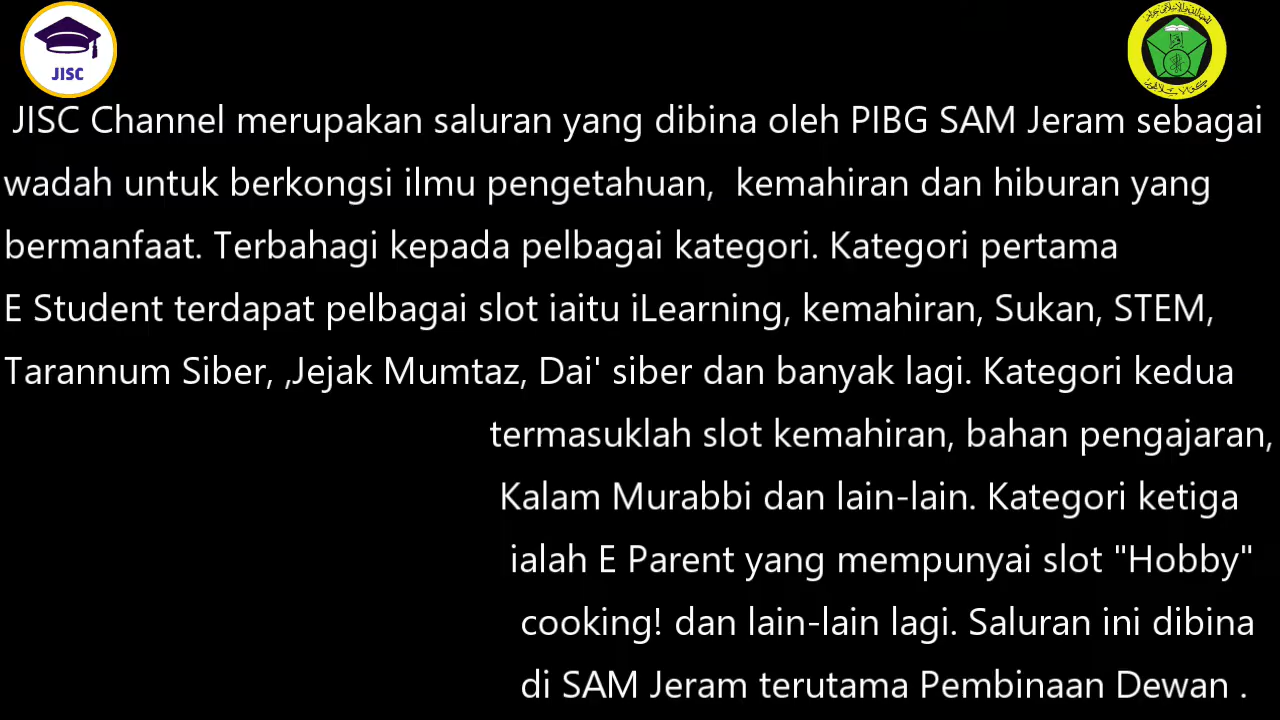 JISC
JISC Channel merupakan saluran yang dibina oleh PIBG SAM Jeram sebagai
wadah untuk berkongsi ilmu pengetahuan,  kemahiran dan hiburan yang
bermanfaat. Terbahagi kepada pelbagai kategori. Kategori pertama
E Student terdapat pelbagai slot iaitu iLearning, kemahiran, Sukan, STEM,
Tarannum Siber, ,Jejak Mumtaz, Dai' siber dan banyak lagi. Kategori kedua
termasuklah slot kemahiran, bahan pengajaran,
Kalam Murabbi dan lain-lain. Kategori ketiga
ialah E Parent yang mempunyai slot "Hobby"
cooking! dan lain-lain lagi. Saluran ini dibina
di SAM Jeram terutama Pembinaan Dewan .